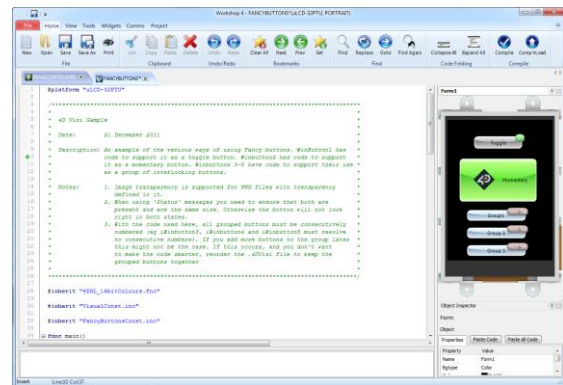 Workshop 4 - FANCYBUTTONS*(uLCD-32PTU, PORTRAIT)
File Home View Tools Widgets Comms Project
New Open Save Save As Print Cut Copy Paste Delete Undo Redo Clear All Next Prev Set Find Replace Goto Find Again Collapse All Expand All Compile Comp'nLoad
File Clipboard Undo/Redo Bookmarks Find Code Folding Compile
FANCYBUTTONS*
#platform "uLCD-32PTU"
4D Visi Sample
Date: 2; December 2011
Description: An example of the various ways of using Fancy buttons. WinButton1 has
code to support it as a toggle button. Winbutton2 has code to support
it as a momentary button. Winbuttons 3-5 have code to support their use
as a group of interlocking buttons.
Notes: 1. Image transparency is supported for PNG files with transparency
defined in it.
2. When using 'Status' messages you need to ensure that both are
present and are the same size. Otherwise the button will not look
right in both states.
3. With the code used here, all grouped buttons must be consecutively
numbered (eg iWinbutton3, iWinbutton4 and iWinbutton5 must resolve
to consecutive numbers). If you add more buttons to the group later
this might not be the case. If this occurs, and you don't want
to make the code smarter, reorder the .4DVisi file to keep the
grouped buttons together
#inherit "4DGL_16bitColours.fnc"
#inherit "VisualConst.inc"
#inherit "FancyButtonsConst.inc"
func main()
Form1
Toggle
4D Momentary
Group1
Group 2
Group 3
Object Inspector
Form
Object
Properties Paste Code Paste all Code
Property Value
Name Form1
Bgtype Color
Insert Line:10 Col:37